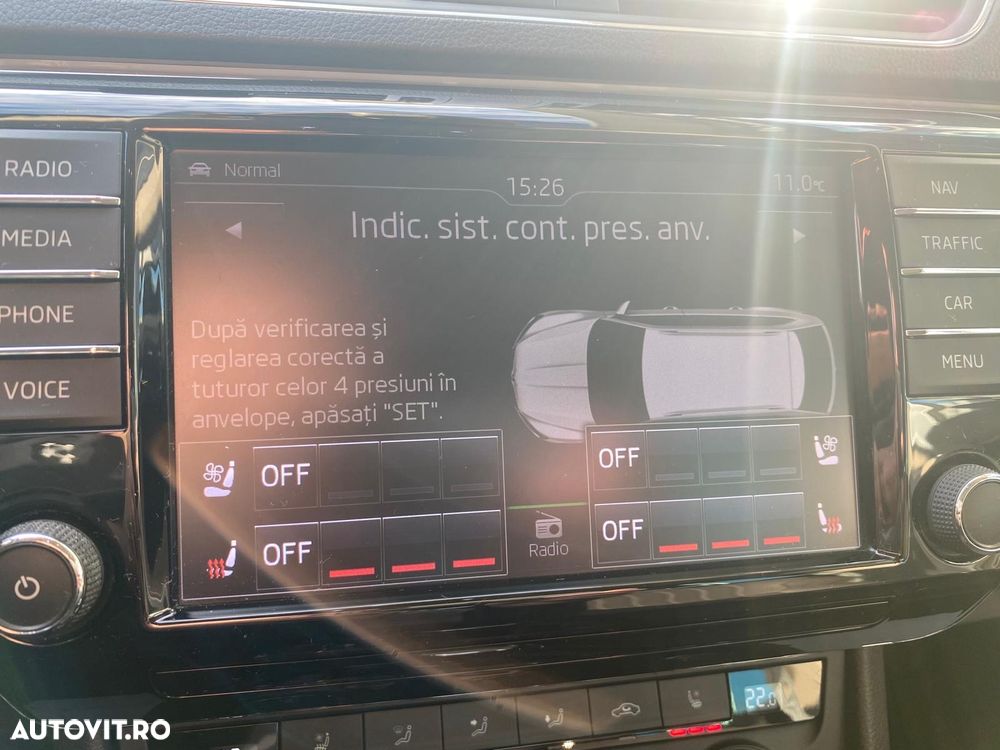 RADIO
MEDIA
PHONE
VOICE
Normal
15:26
11.0°C
Indic. sist. cont. pres. anv.
După verificarea și
reglarea corectă a
tuturor celor 4 presiuni în
anvelope, apăsați "SET".
OFF
OFF
OFF
OFF
Radio
NAV
TRAFFIC
CAR
MENU
22.0
AUTOVIT.RO